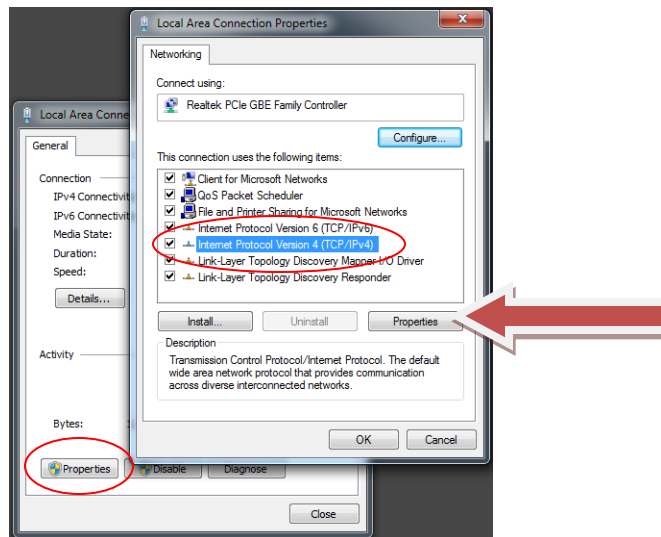 Local Area Connection Properties
Networking
Connect using:
Realtek PCIe GBE Family Controller
Configure...
This connection uses the following items:
Client for Microsoft Networks
QoS Packet Scheduler
File and Printer Sharing for Microsoft Networks
Internet Protocol Version 6 (TCP/IPv6)
Internet Protocol Version 4 (TCP/IPv4)
Link-Layer Topology Discovery Mapper I/O Driver
Link-Layer Topology Discovery Responder
Install...
Uninstall
Properties
Description
Transmission Control Protocol/Internet Protocol. The default
wide area network protocol that provides communication
across diverse interconnected networks.
OK
Cancel
Local Area Conne
General
Connection
IPv4 Connectivit
IPv6 Connectivit
Media State:
Duration:
Speed:
Details...
Activity
Bytes:
Properties
Disable
Diagnose
Close